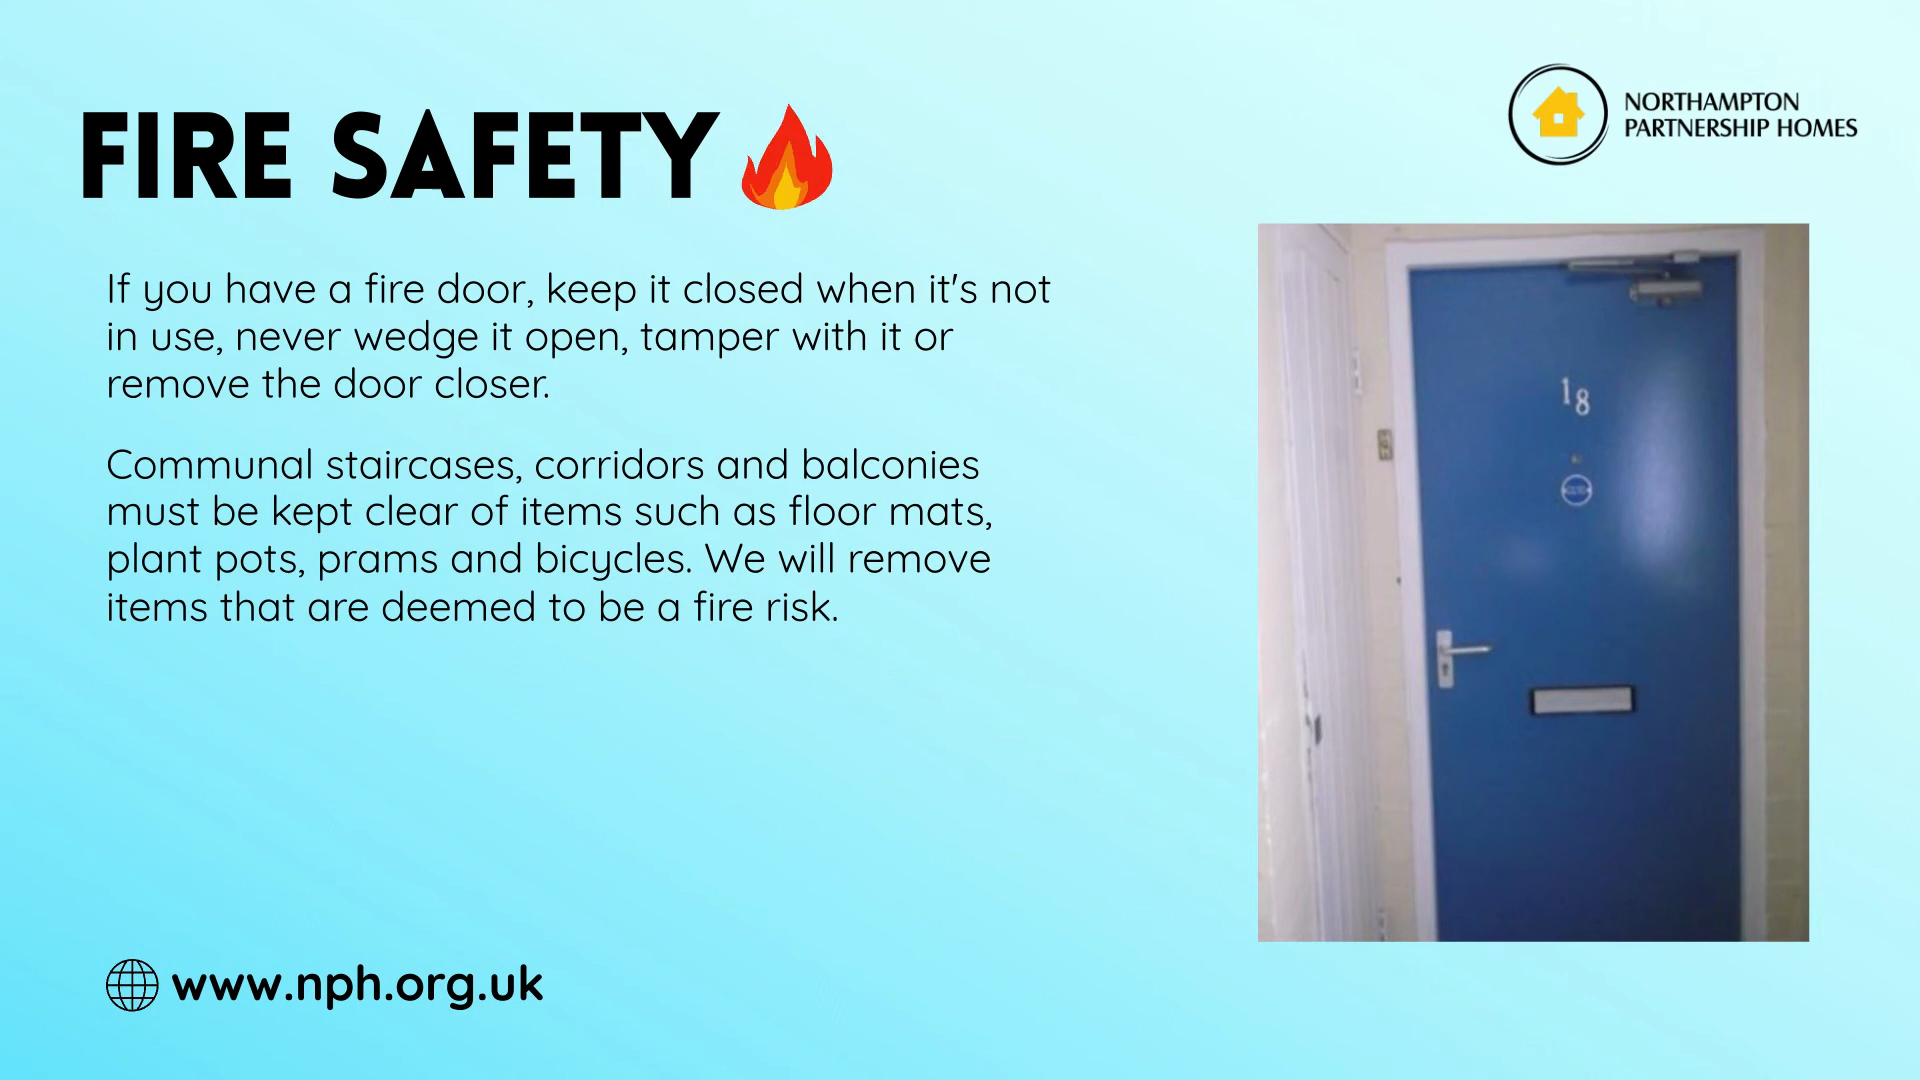 FIRE SAFETY
NORTHAMPTON
PARTNERSHIP HOMES
If you have a fire door, keep it closed when it's not
in use, never wedge it open, tamper with it or
remove the door closer.
Communal staircases, corridors and balconies
must be kept clear of items such as floor mats,
plant pots, prams and bicycles. We will remove
items that are deemed to be a fire risk.
18
www.nph.org.uk